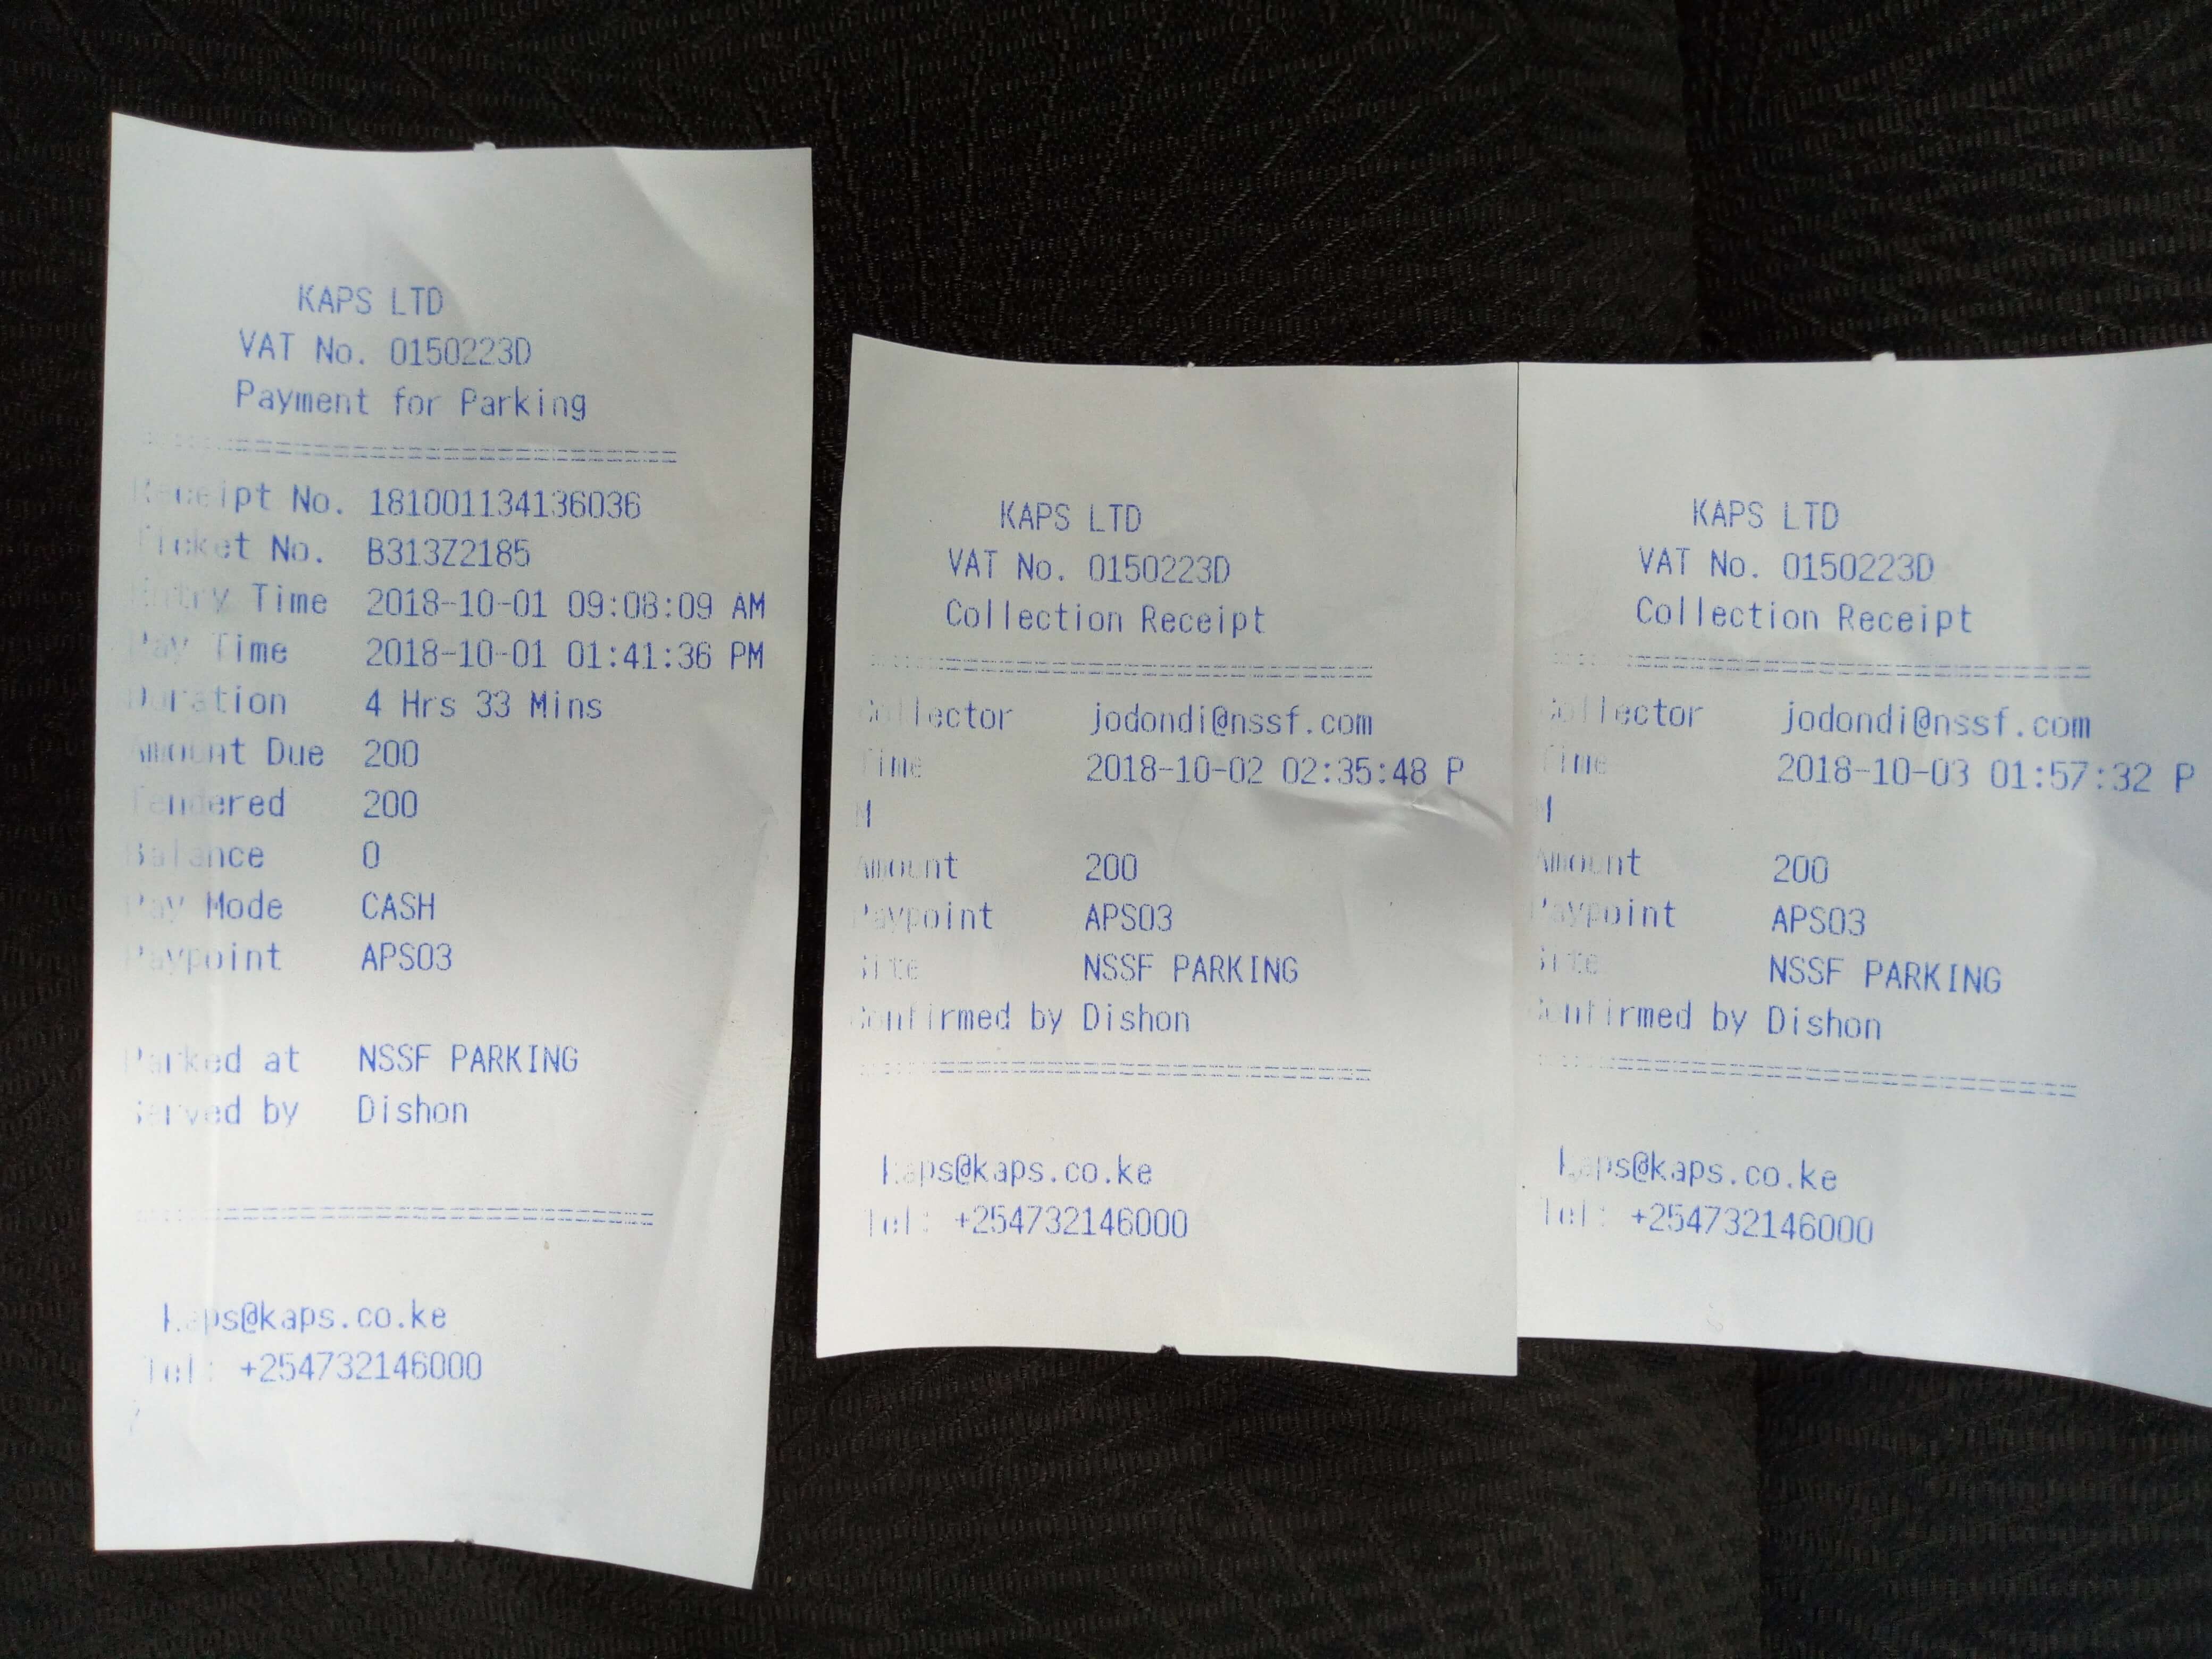 KAPS LTD
VAT No. 0150223D
Payment for Parking
Receipt No. 181001134136036
Ticket No. B313Z2185
Entry Time 2018-10-01 09:08:09 AM
Pay Time 2018-10-01 01:41:36 PM
Duration 4 Hrs 33 Mins
Amount Due 200
Tendered 200
Balance 0
Pay Mode CASH
Paypoint APS03
Parked at NSSF PARKING
Served by Dishon
kaps@kaps.co.ke
Tel: +254732146000
KAPS LTD
VAT No. 0150223D
Collection Receipt
Collector jodondi@nssf.com
Time 2018-10-02 02:35:48 P
M
Amount 200
Paypoint APS03
Site NSSF PARKING
Confirmed by Dishon
kaps@kaps.co.ke
Tel: +254732146000
KAPS LTD
VAT No. 0150223D
Collection Receipt
Collector jodondi@nssf.com
Time 2018-10-03 01:57:32 P
M
Amount 200
Paypoint APS03
Site NSSF PARKING
Confirmed by Dishon
kaps@kaps.co.ke
Tel: +254732146000